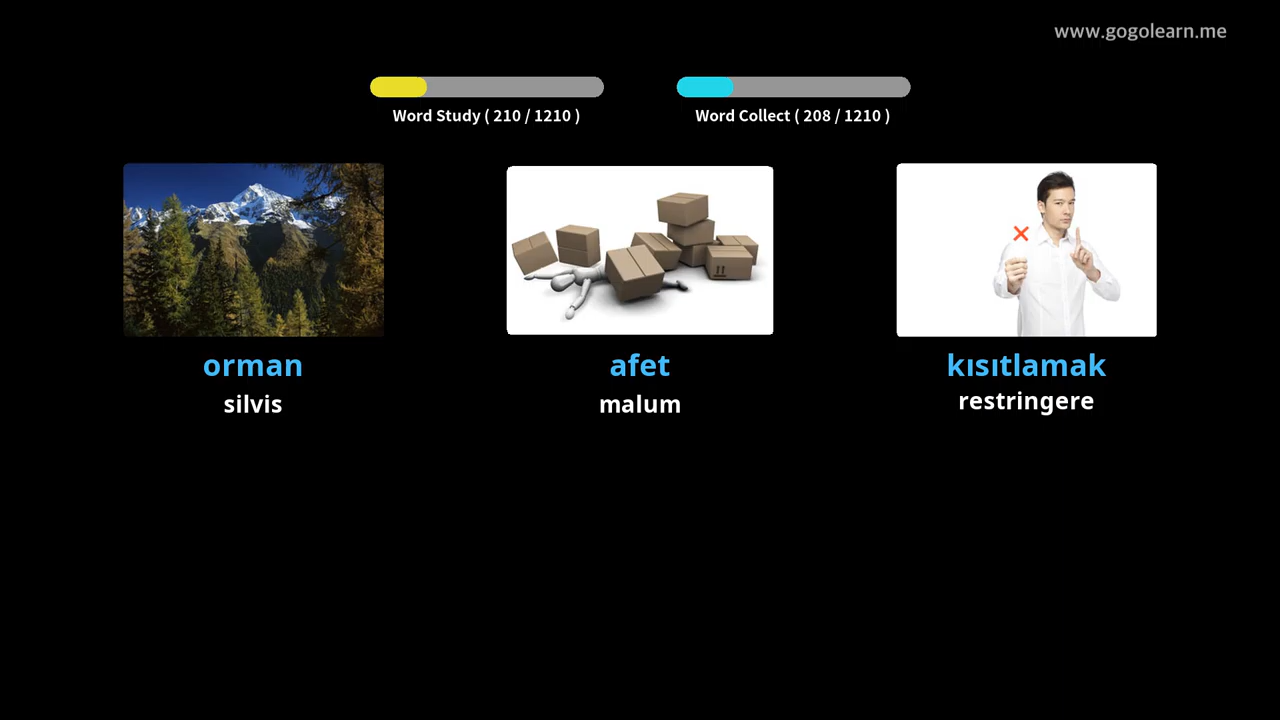 www.gogolearn.me
Word Study ( 210 / 1210 )
Word Collect ( 208 / 1210 )
orman
silvis
afet
malum
kısıtlamak
restringere